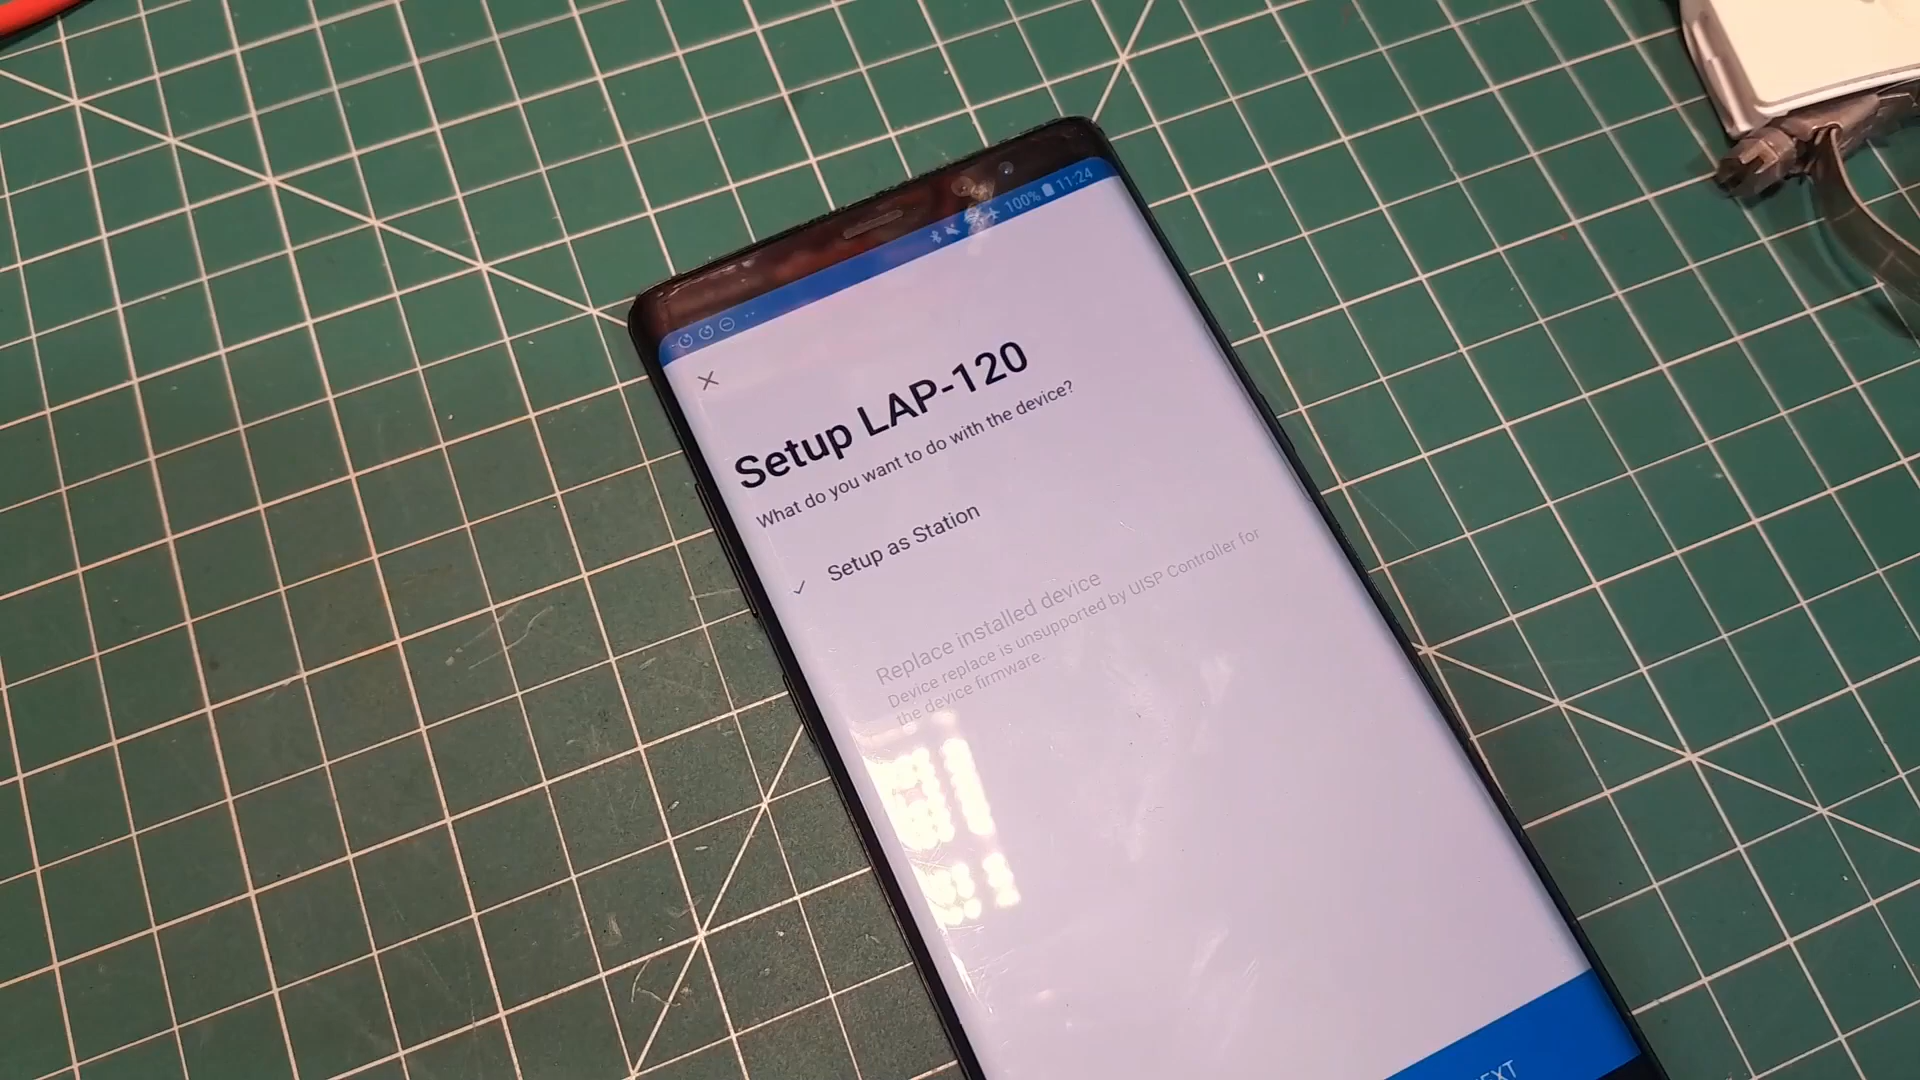 100% 11:24
Setup LAP-120
What do you want to do with the device?
Setup as Station
Replace installed device
Device replace is unsupported by UISP Controller for
the device firmware.